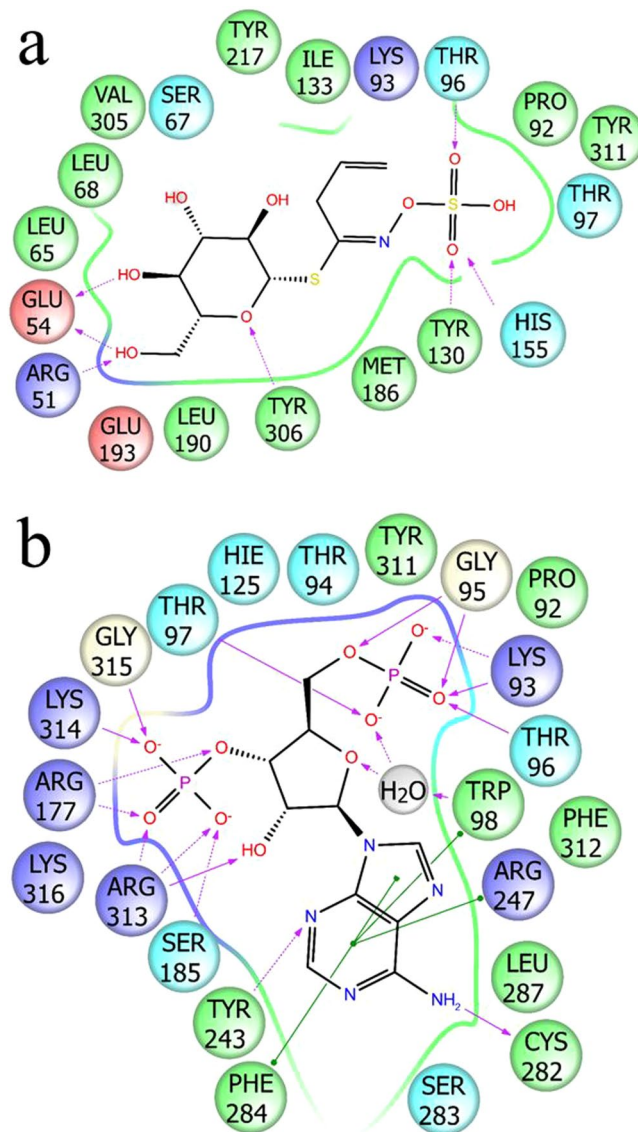 a
TYR 217
ILE 133
LYS 93
THR 96
VAL 305
SER 67
PRO 92
TYR 311
LEU 68
THR 97
LEU 65
GLU 54
ARG 51
GLU 193
LEU 190
TYR 306
MET 186
TYR 130
HIS 155
HO
OH
HO
HO
O
S
N
O
O
S
OH
O
b
HIE 125
THR 94
TYR 311
GLY 95
PRO 92
THR 97
GLY 315
LYS 93
LYS 314
THR 96
ARG 177
H2O
TRP 98
PHE 312
LYS 316
ARG 313
ARG 247
SER 185
LEU 287
TYR 243
CYS 282
PHE 284
SER 283
O-
O
P
O
O-
O-
O
P
O
O-
O
HO
N
N
N
N
NH2